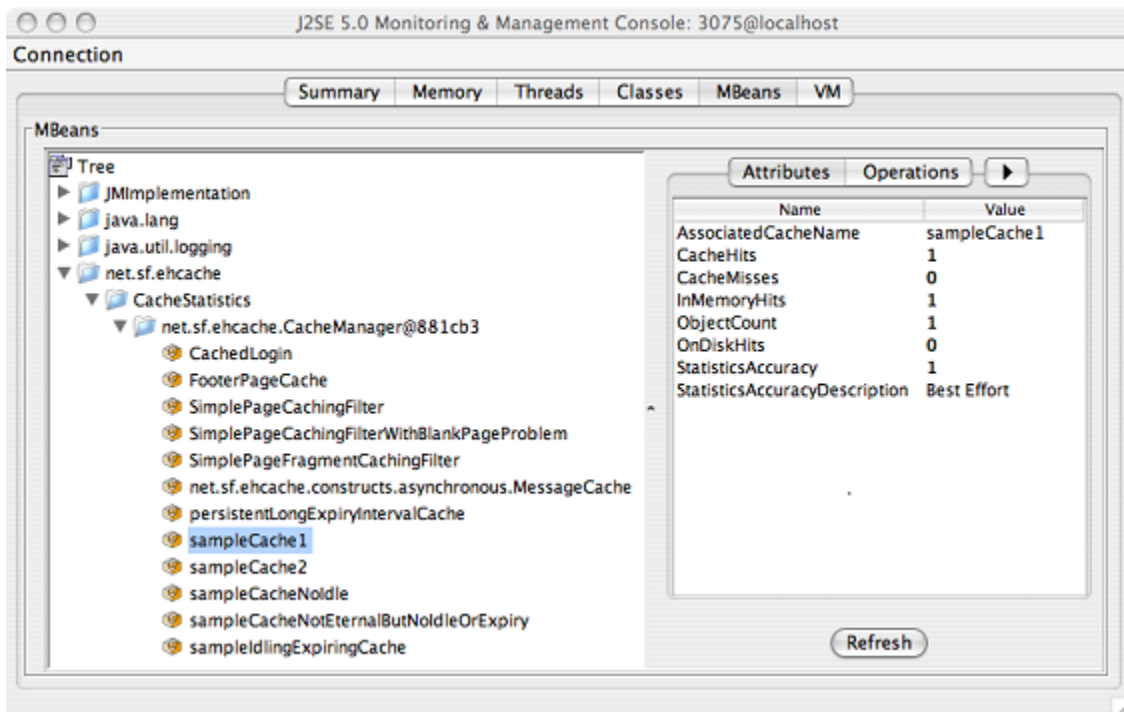 J2SE 5.0 Monitoring & Management Console: 3075@localhost
Connection
Summary Memory Threads Classes MBeans VM
MBeans
Tree
JMImplementation
java.lang
java.util.logging
net.sf.ehcache
CacheStatistics
net.sf.ehcache.CacheManager@881cb3
CachedLogin
FooterPageCache
SimplePageCachingFilter
SimplePageCachingFilterWithBlankPageProblem
SimplePageFragmentCachingFilter
net.sf.ehcache.constructs.asynchronous.MessageCache
persistentLongExpiryIntervalCache
sampleCache1
sampleCache2
sampleCacheNoIdle
sampleCacheNotEternalButNoIdleOrExpiry
sampleIdlingExpiringCache
Attributes Operations
Name Value
AssociatedCacheName sampleCache1
CacheHits 1
CacheMisses 0
InMemoryHits 1
ObjectCount 1
OnDiskHits 0
StatisticsAccuracy 1
StatisticsAccuracyDescription Best Effort
Refresh